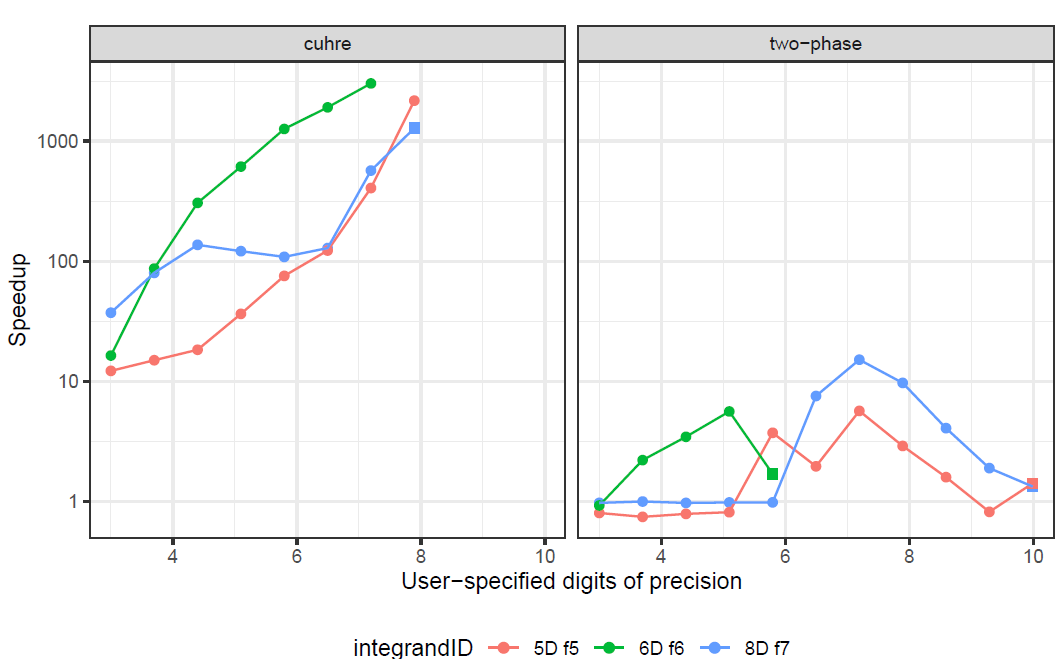 cuhre two−phase
1000
100
10
1
Speedup
4 6 8 10 4 6 8 10
User−specified digits of precision
integrandID 5D f5 6D f6 8D f7